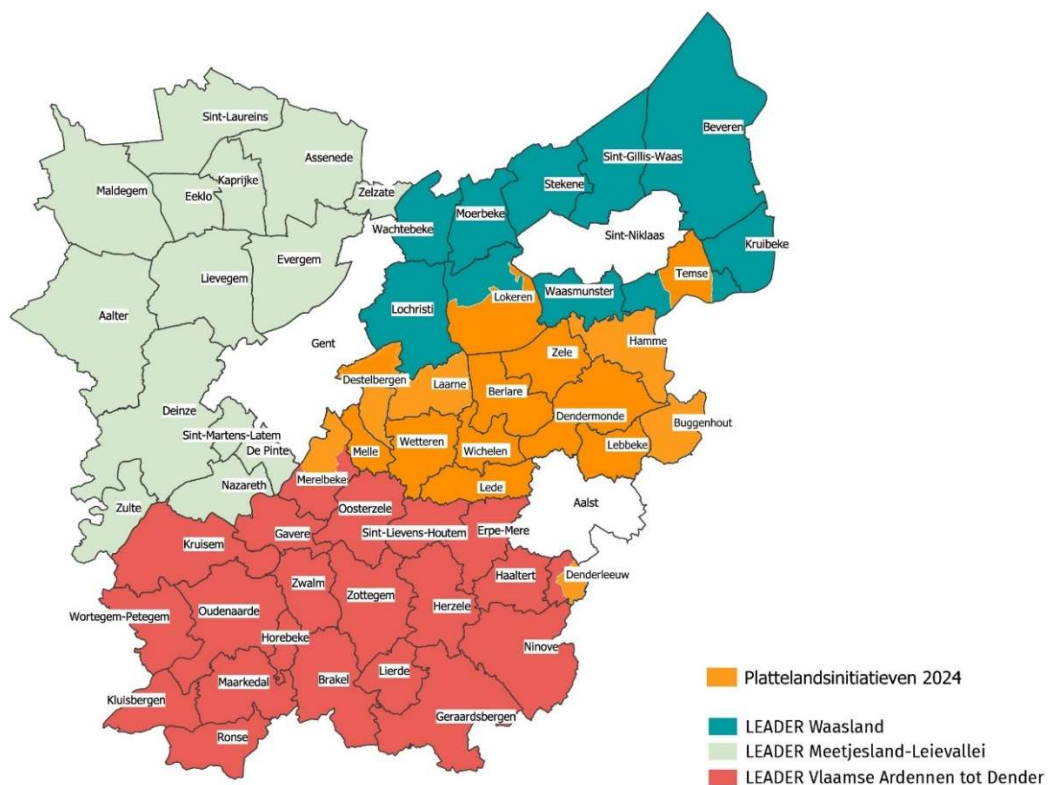 Sint-Laureins
Beveren
Assenede
Sint-Gillis-Waas
Kaprijke
Stekene
Maldegem
Eeklo
Zelzate
Moerbeke
Wachtebeke
Sint-Niklaas
Kruibeke
Evergem
Temse
Lievegem
Waasmunster
Lokeren
Lochristi
Aalter
Gent
Hamme
Zele
Destelbergen
Laarne
Berlare
Deinze
Dendermonde
Buggenhout
Sint-Martens-Latem
Wetteren
Lebbeke
De Pinte
Melle
Wichelen
Merelbeke
Nazareth
Lede
Zulte
Oosterzele
Aalst
Gavere
Sint-Lievens-Houtem
Erpe-Mere
Kruisem
Haaltert
Denderleeuw
Zwalm
Zottegem
Herzele
Oudenaarde
Wortegem-Petegem
Horebeke
Ninove
Lierde
Maarkedal
Brakel
Kluisbergen
Geraardsbergen
Ronse
Plattelandsinitiatieven 2024
LEADER Waasland
LEADER Meetjesland-Leievallei
LEADER Vlaamse Ardennen tot Dender